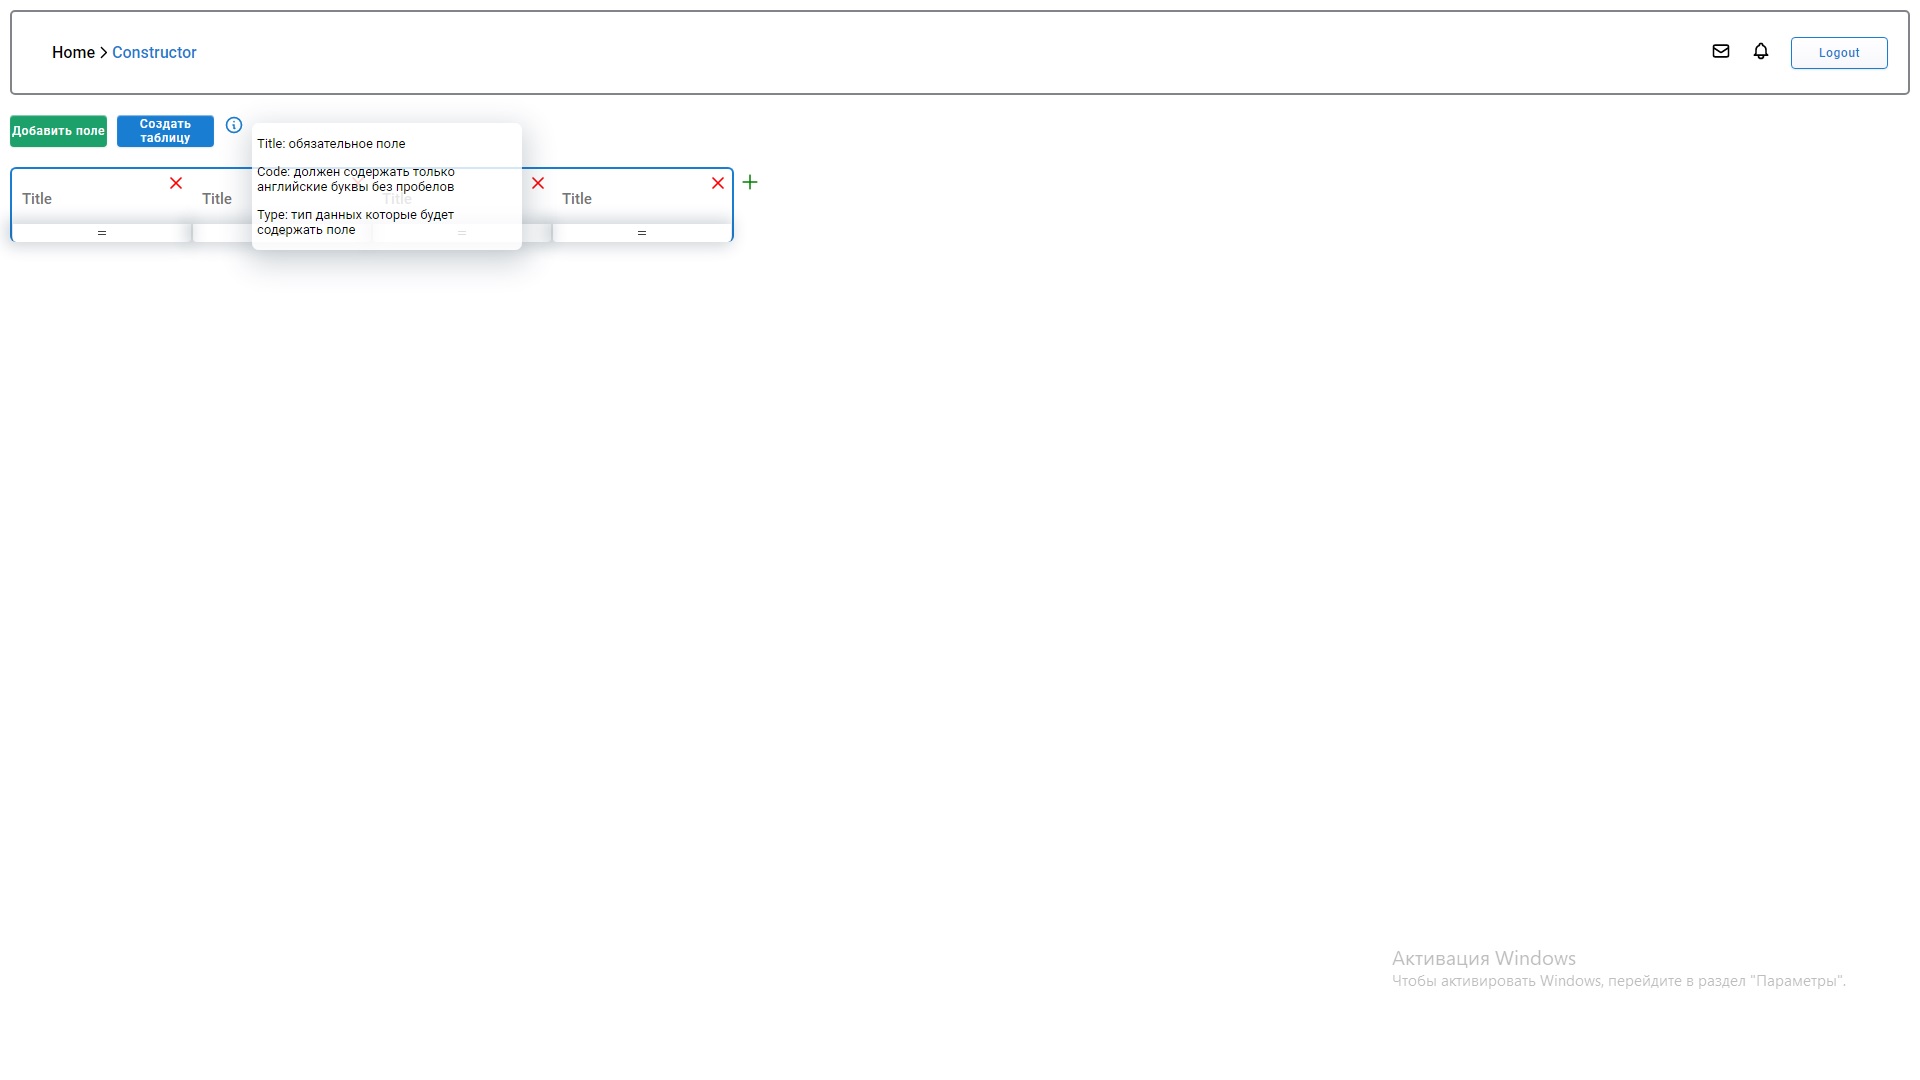 Home > Constructor
Logout
Добавить поле
Создать
таблицу
Title: обязательное поле
Code: должен содержать только
английские буквы без пробелов
Type: тип данных которые будет
содержать поле
Title
Title
Title
Title
=
=
=
Активация Windows
Чтобы активировать Windows, перейдите в раздел "Параметры".